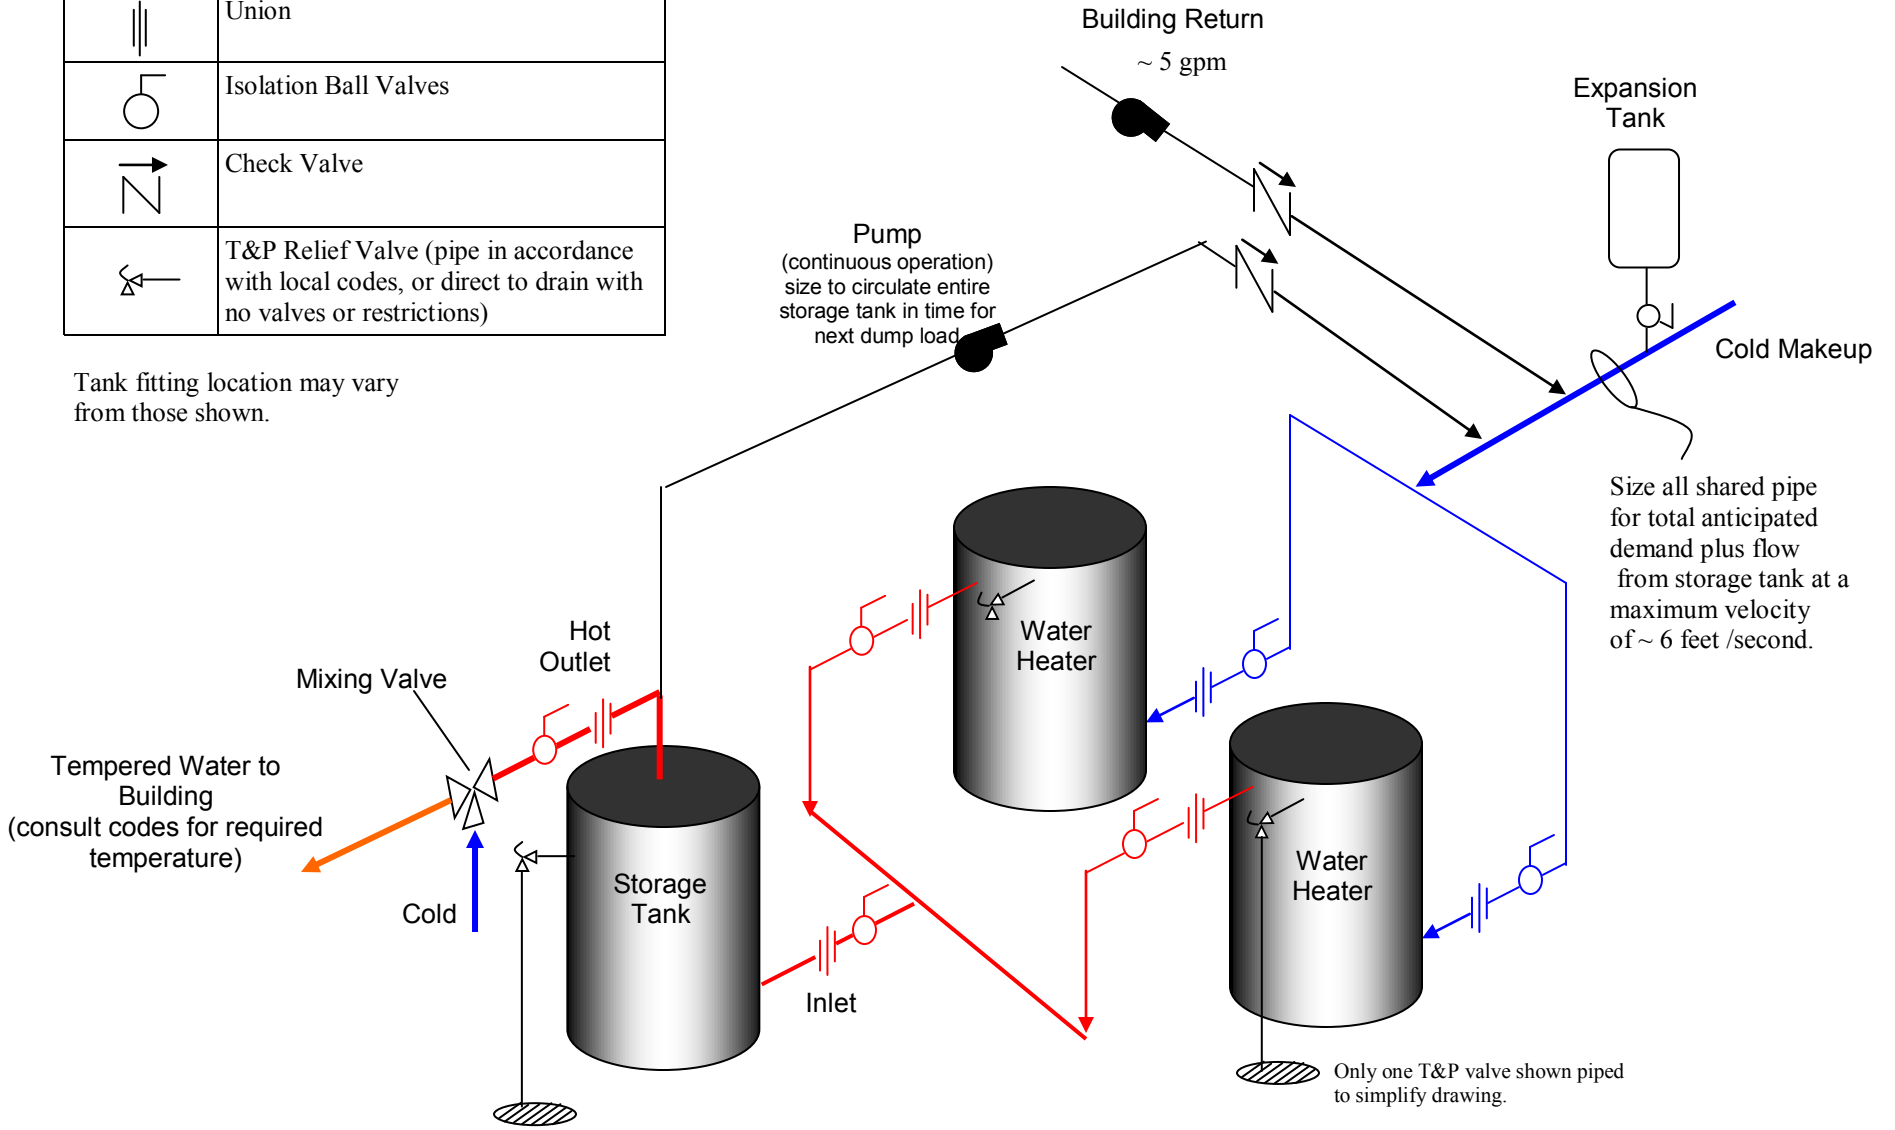 Union
Isolation Ball Valves
Check Valve
T&P Relief Valve (pipe in accordance
with local codes, or direct to drain with
no valves or restrictions)
Tank fitting location may vary
from those shown.
Building Return
~ 5 gpm
Expansion
Tank
Pump
(continuous operation)
size to circulate entire
storage tank in time for
next dump load
Cold Makeup
Size all shared pipe
for total anticipated
demand plus flow
from storage tank at a
maximum velocity
of ~ 6 feet /second.
Hot
Outlet
Mixing Valve
Tempered Water to
Building
(consult codes for required
temperature)
Cold
Storage
Tank
Inlet
Water
Heater
Water
Heater
Only one T&P valve shown piped
to simplify drawing.